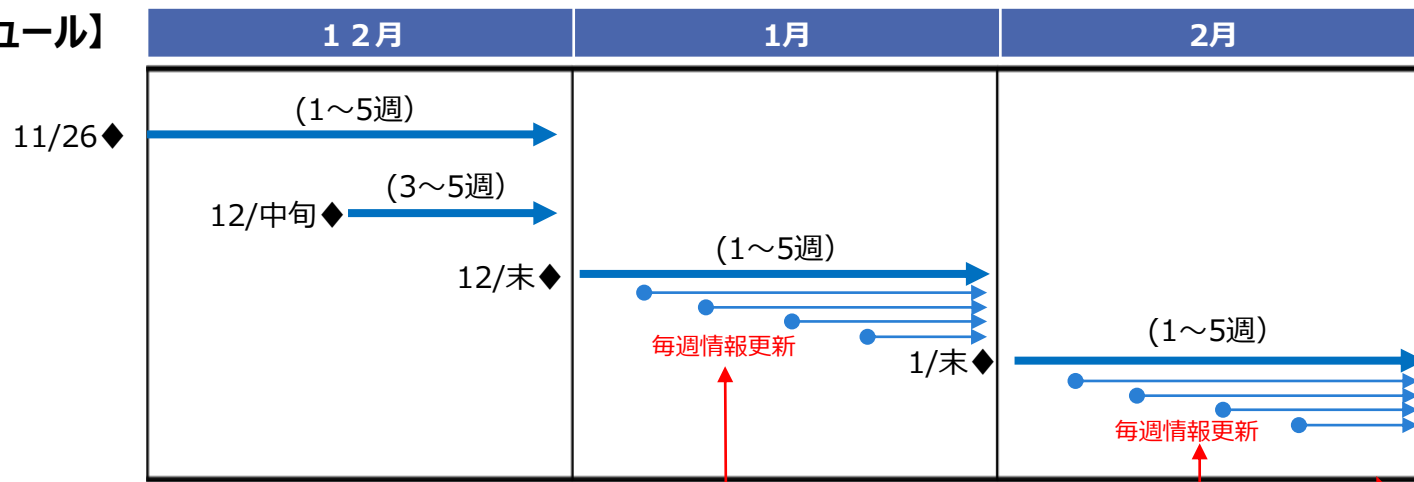 ュール】
１２月
1月
2月
11/26◆
(1～5週）
12/中旬◆
(3～5週）
12/末◆
(1～5週）
毎週情報更新
1/末◆
(1～5週）
毎週情報更新